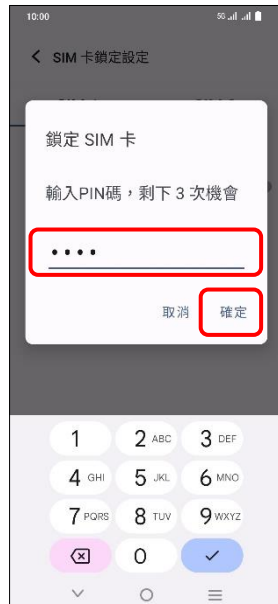 10:00 5G
SIM 卡鎖定設定
鎖定 SIM 卡
輸入PIN碼，剩下 3 次機會
••••
取消 確定
1 2 ABC 3 DEF
4 GHI 5 JKL 6 MNO
7 PQRS 8 TUV 9 WXYZ
0